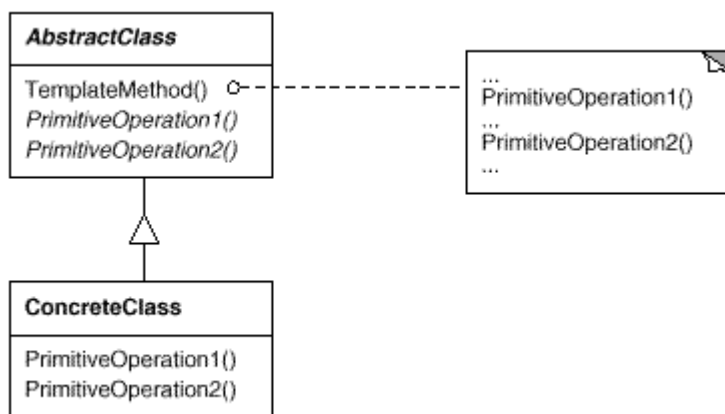 AbstractClass
TemplateMethod()
PrimitiveOperation1()
PrimitiveOperation2()
...
PrimitiveOperation1()
...
PrimitiveOperation2()
...
ConcreteClass
PrimitiveOperation1()
PrimitiveOperation2()